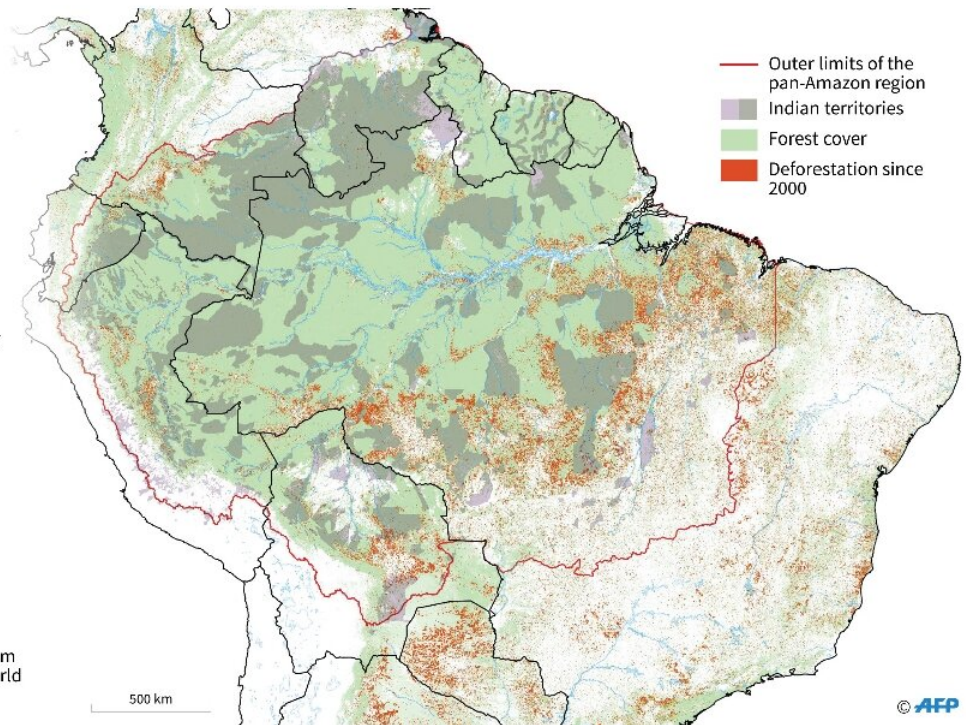 Outer limits of the
pan-Amazon region
Indian territories
Forest cover
Deforestation since
2000
m
rld
500 km
© AFP